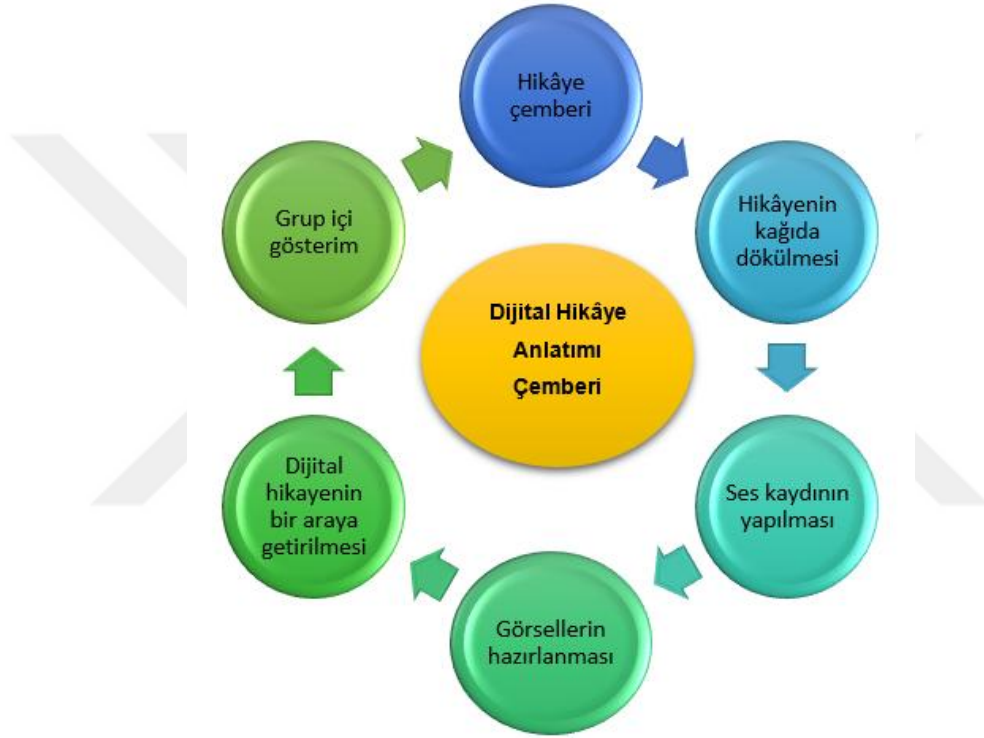 Hikâye
çemberi
Hikâyenin
kağıda
dökülmesi
Ses kaydının
yapılması
Görsellerin
hazırlanması
Dijital
hikayenin
bir araya
getirilmesi
Grup içi
gösterim
Dijital Hikâye
Anlatımı
Çemberi